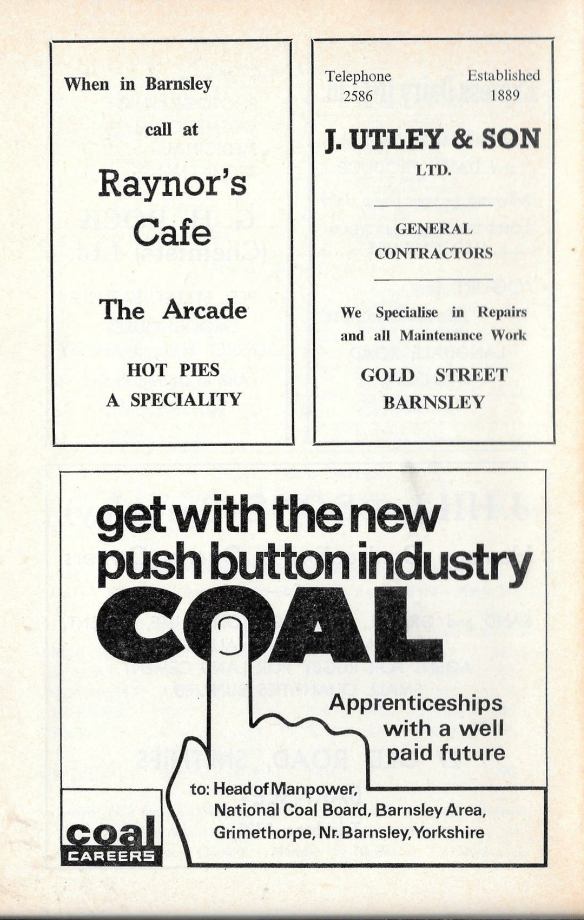 When in Barnsley
call at
Raynor's
Cafe
The Arcade
HOT PIES
A SPECIALITY
Telephone
2586
Established
1889
J. UTLEY & SON
LTD.
GENERAL
CONTRACTORS
We Specialise in Repairs
and all Maintenance Work
GOLD STREET
BARNSLEY
get with the new
push button industry
COAL
Apprenticeships
with a well
paid future
to: Head of Manpower,
National Coal Board, Barnsley Area,
Grimethorpe, Nr. Barnsley, Yorkshire
coal
CAREERS